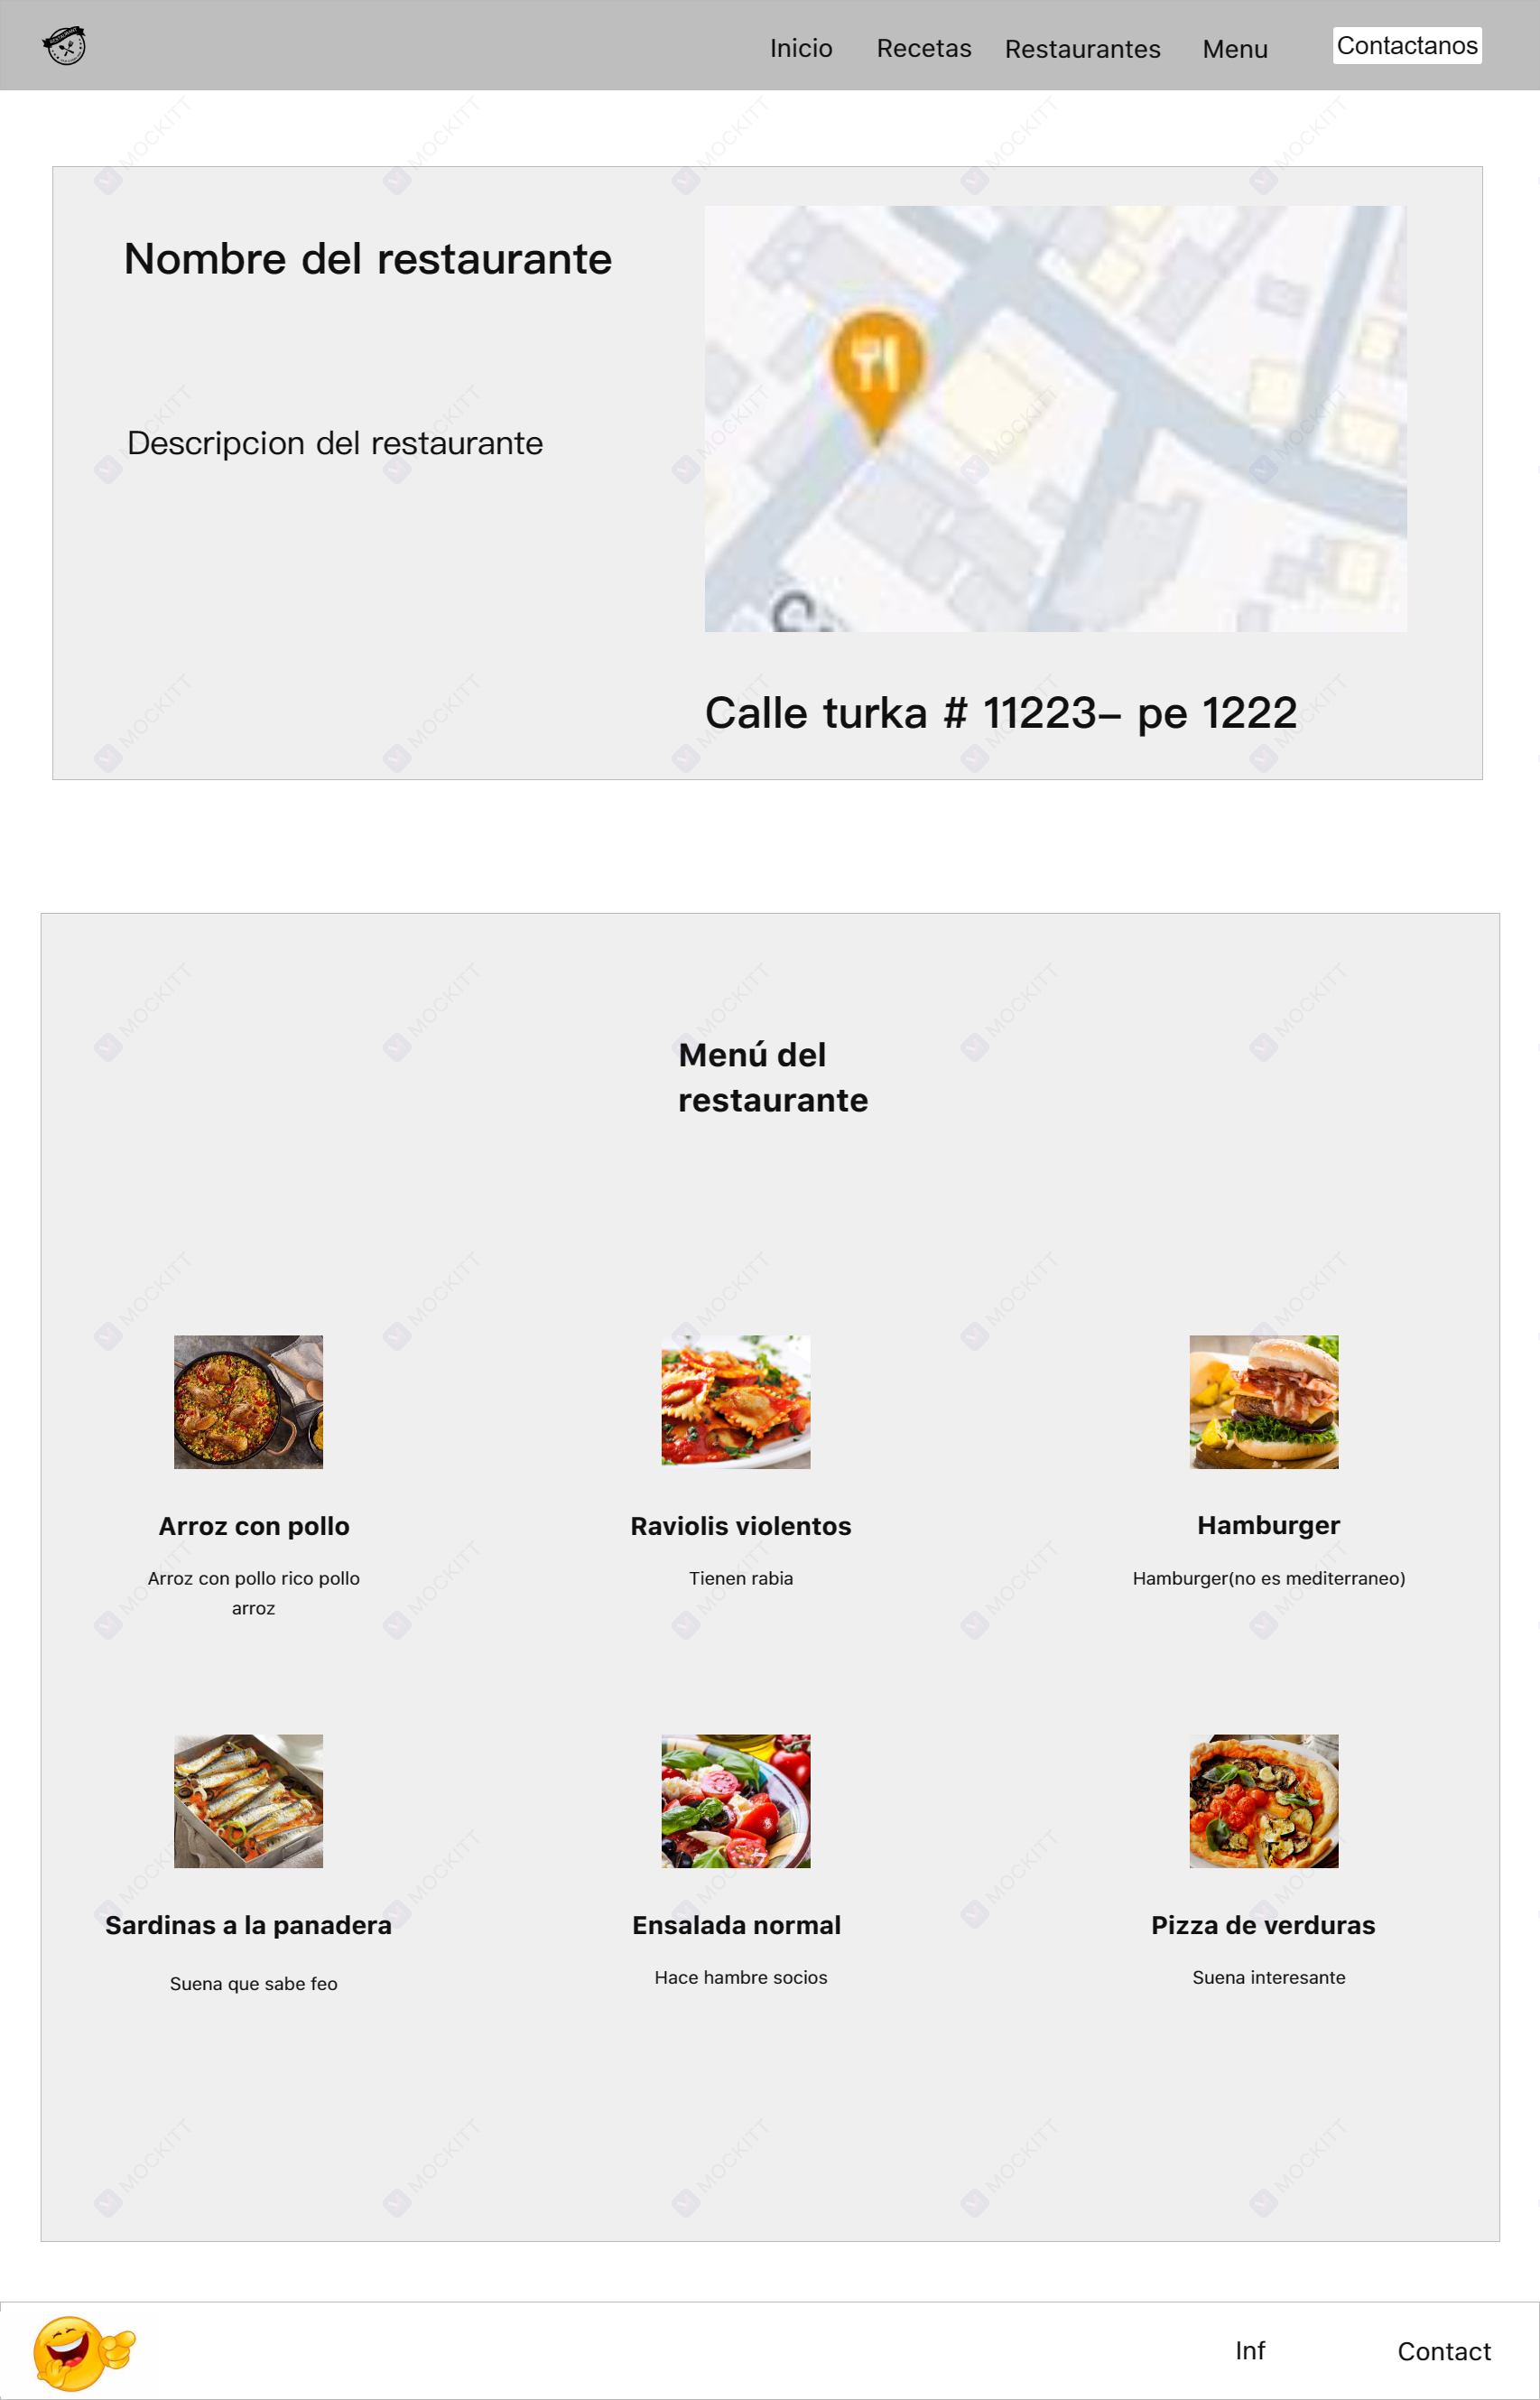 RESTAURANT
Inicio Recetas Restaurantes Menu Contactanos
Nombre del restaurante
Descripcion del restaurante
Calle turka # 11223– pe 1222
Menú del
restaurante
Arroz con pollo
Raviolis violentos
Hamburger
Arroz con pollo rico pollo
arroz
Tienen rabia
Hamburger(no es mediterraneo)
Sardinas a la panadera
Ensalada normal
Pizza de verduras
Suena que sabe feo
Hace hambre socios
Suena interesante
Inf
Contact
MOCKITT